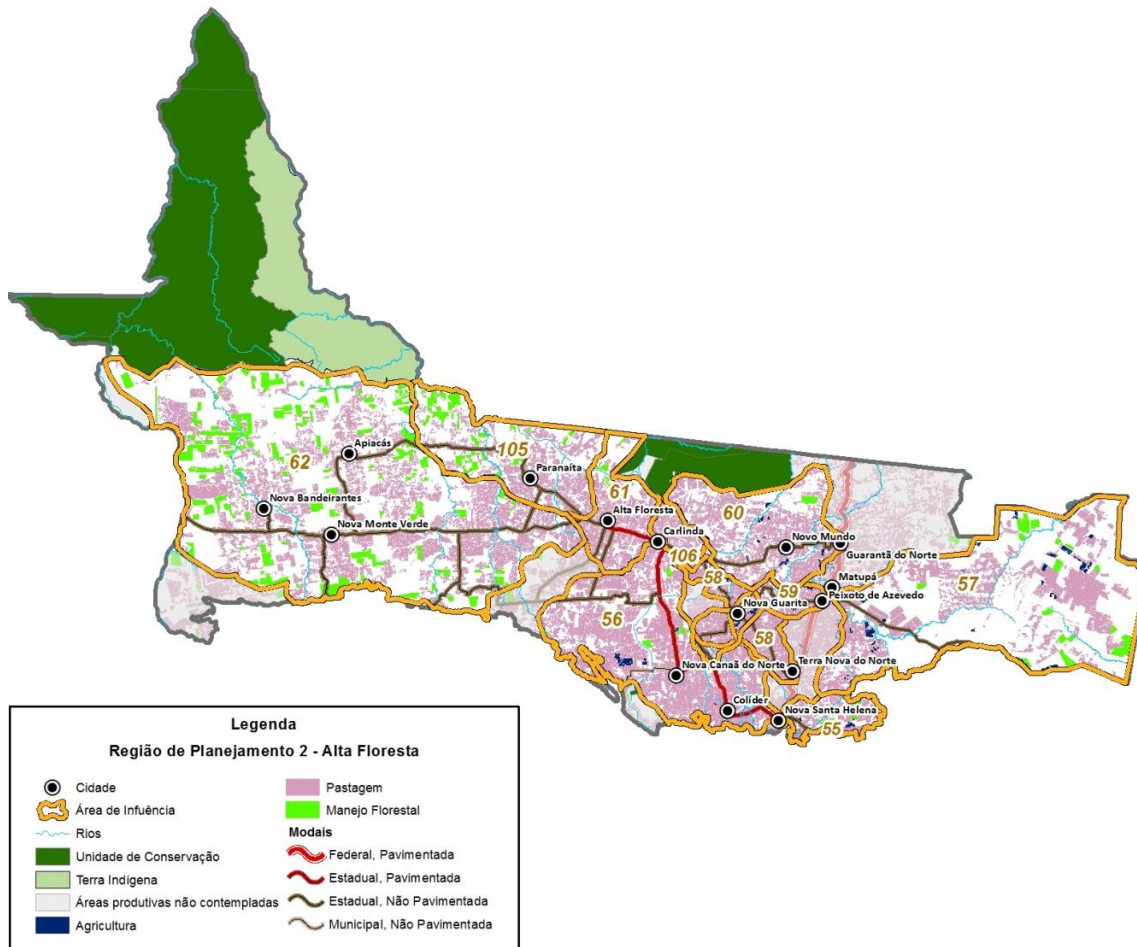 62
Apiacás
105
Paranaíta
Nova Bandeirantes
Nova Monte Verde
61
Alta Floresta
60
Carlinda
106
Novo Mundo
Guarantã do Norte
58
59
Matupá
Peixoto de Azevedo
57
56
Nova Guarita
58
Nova Canaã do Norte
Terra Nova do Norte
Colíder
Nova Santa Helena
55
Legenda
Região de Planejamento 2 - Alta Floresta
Cidade
Área de Infuência
Rios
Unidade de Conservação
Terra Indígena
Áreas produtivas não contempladas
Agricultura
Pastagem
Manejo Florestal
Modais
Federal, Pavimentada
Estadual, Pavimentada
Estadual, Não Pavimentada
Municipal, Não Pavimentada